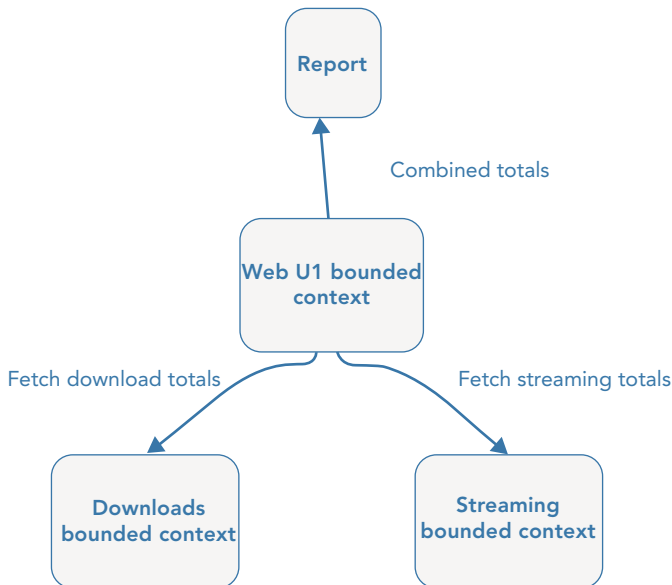 Report
Combined totals
Web U1 bounded
context
Fetch download totals
Fetch streaming totals
Downloads
bounded context
Streaming
bounded context